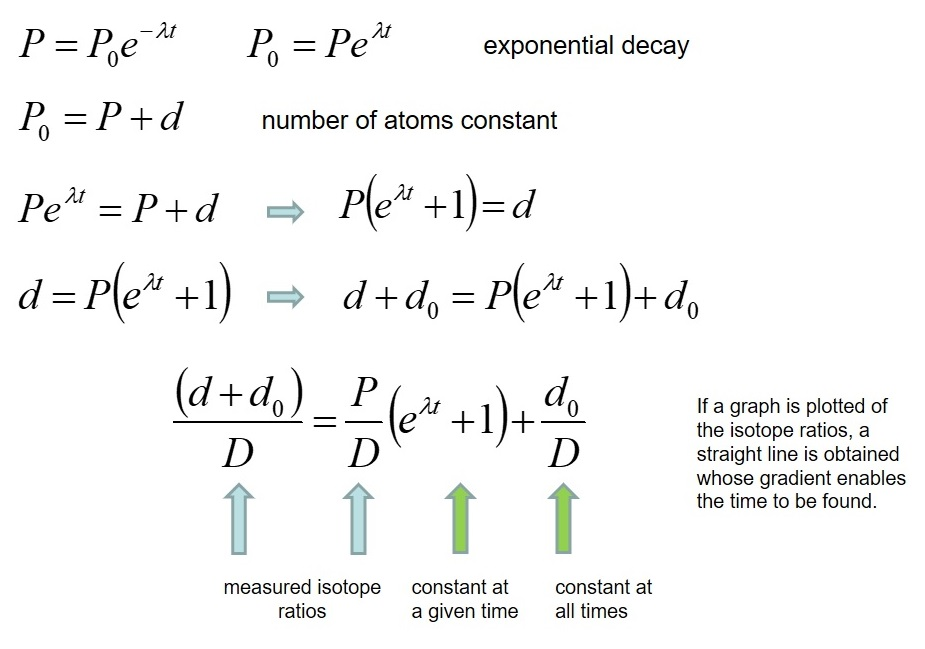 P = P₀e^−λt    P₀ = Pe^λt    exponential decay
P₀ = P + d    number of atoms constant
Pe^λt = P + d ⇨ P(e^λt + 1) = d
d = P(e^λt + 1) ⇨ d + d₀ = P(e^λt + 1) + d₀
(d + d₀)/D = P/D (e^λt + 1) + d₀/D
If a graph is plotted of
the isotope ratios, a
straight line is obtained
whose gradient enables
the time to be found.
measured isotope
ratios
constant at
a given time
constant at
all times